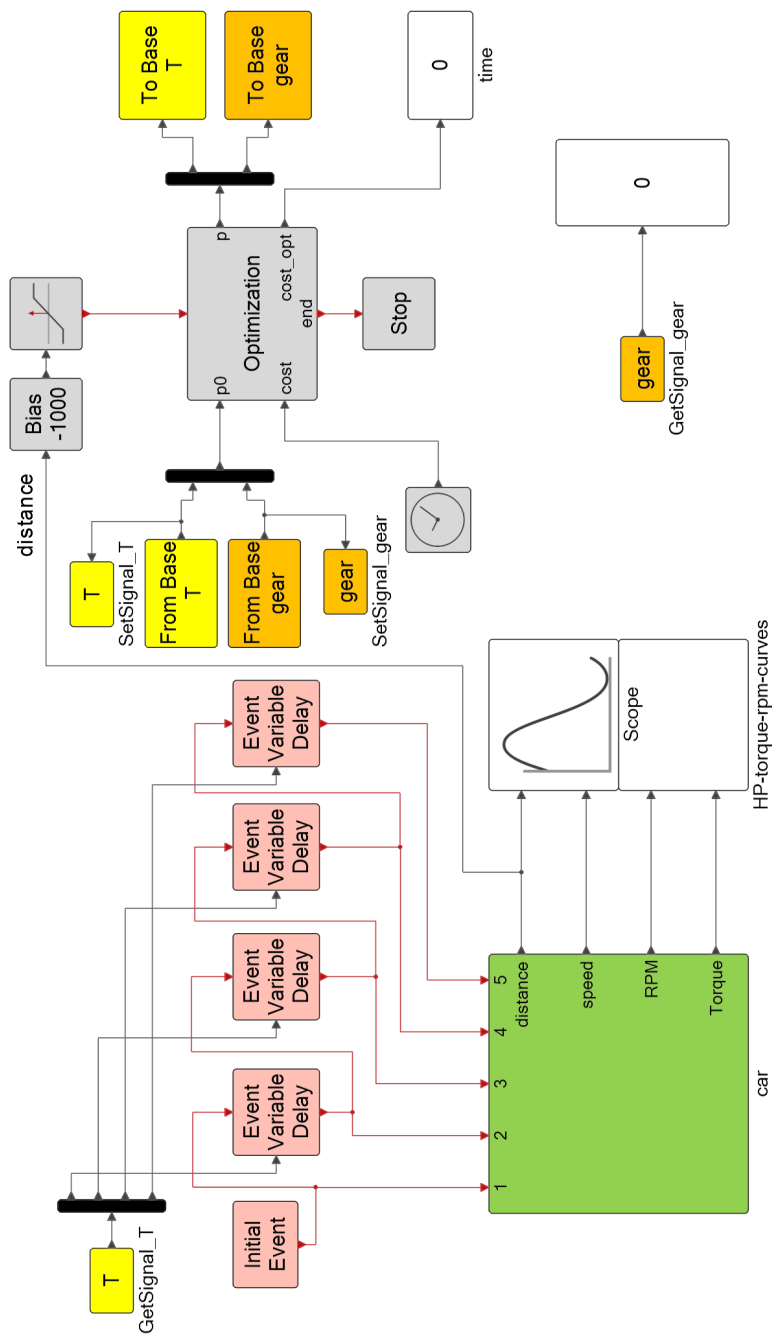 T
GetSignal_T
Initial
Event
Event
Variable
Delay
Event
Variable
Delay
Event
Variable
Delay
Event
Variable
Delay
1
2
3
4
5
distance
speed
RPM
Torque
car
Scope
HP-torque-rpm-curves
distance
Bias
-1000
T
SetSignal_T
From Base
T
From Base
gear
gear
SetSignal_gear
p0
cost
Optimization
p
cost_opt
end
Stop
To Base
T
To Base
gear
0
time
gear
GetSignal_gear
0